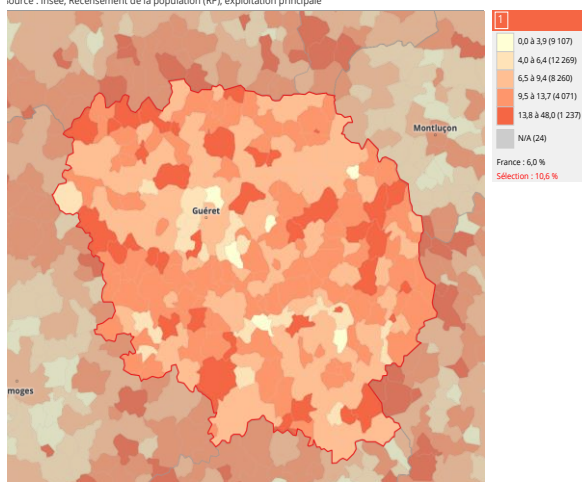 Source : Insee, Recensement de la population (RP), exploitation principale
1
0,0 à 3,9 (9 107)
4,0 à 6,4 (12 269)
6,5 à 9,4 (8 260)
9,5 à 13,7 (4 071)
13,8 à 48,0 (1 237)
N/A (24)
France : 6,0 %
Sélection : 10,6 %
Montluçon
Guéret
moges